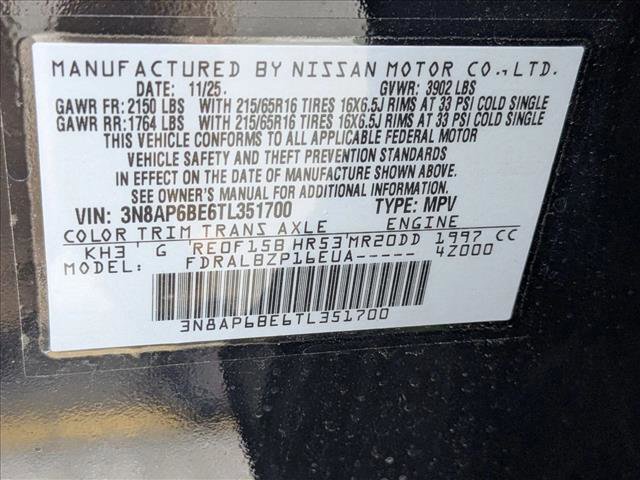 MANUFACTURED BY NISSAN MOTOR CO., LTD.
DATE: 11/25. GVWR: 3902 LBS
GAWR FR: 2150 LBS WITH 215/65R16 TIRES 16X6.5J RIMS AT 33 PSI COLD SINGLE
GAWR RR: 1764 LBS WITH 215/65R16 TIRES 16X6.5J RIMS AT 33 PSI COLD SINGLE
THIS VEHICLE CONFORMS TO ALL APPLICABLE FEDERAL MOTOR
VEHICLE SAFETY AND THEFT PREVENTION STANDARDS
IN EFFECT ON THE DATE OF MANUFACTURE SHOWN ABOVE.
SEE OWNER'S MANUAL FOR ADDITIONAL INFORMATION.
VIN: 3N8AP6BE6TL351700 TYPE: MPV
COLOR TRIM TRANS AXLE ENGINE
KH3' G 'RE0F15B HR53'MR20DD 1997 CC
MODEL: FDRALBZP16EUA----- 4Z000
3N8AP6BE6TL351700